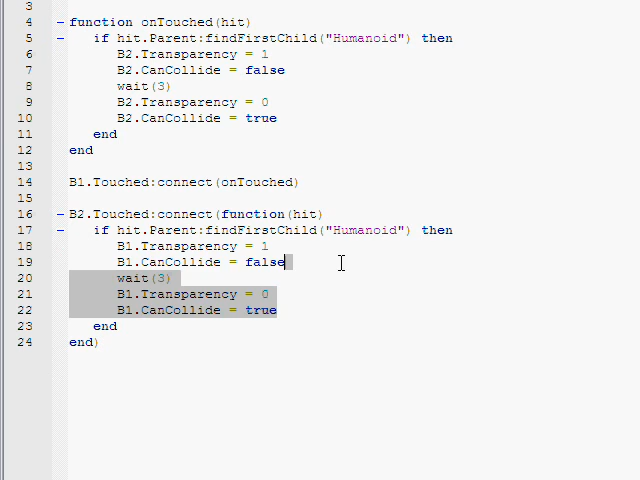 3
4 − function onTouched(hit)
5 − if hit.Parent:findFirstChild("Humanoid") then
6 B2.Transparency = 1
7 B2.CanCollide = false
8 wait(3)
9 B2.Transparency = 0
10 B2.CanCollide = true
11 end
12 end
13
14 B1.Touched:connect(onTouched)
15
16 − B2.Touched:connect(function(hit)
17 − if hit.Parent:findFirstChild("Humanoid") then
18 B1.Transparency = 1
19 B1.CanCollide = false
20 wait(3)
21 B1.Transparency = 0
22 B1.CanCollide = true
23 end
24 end)